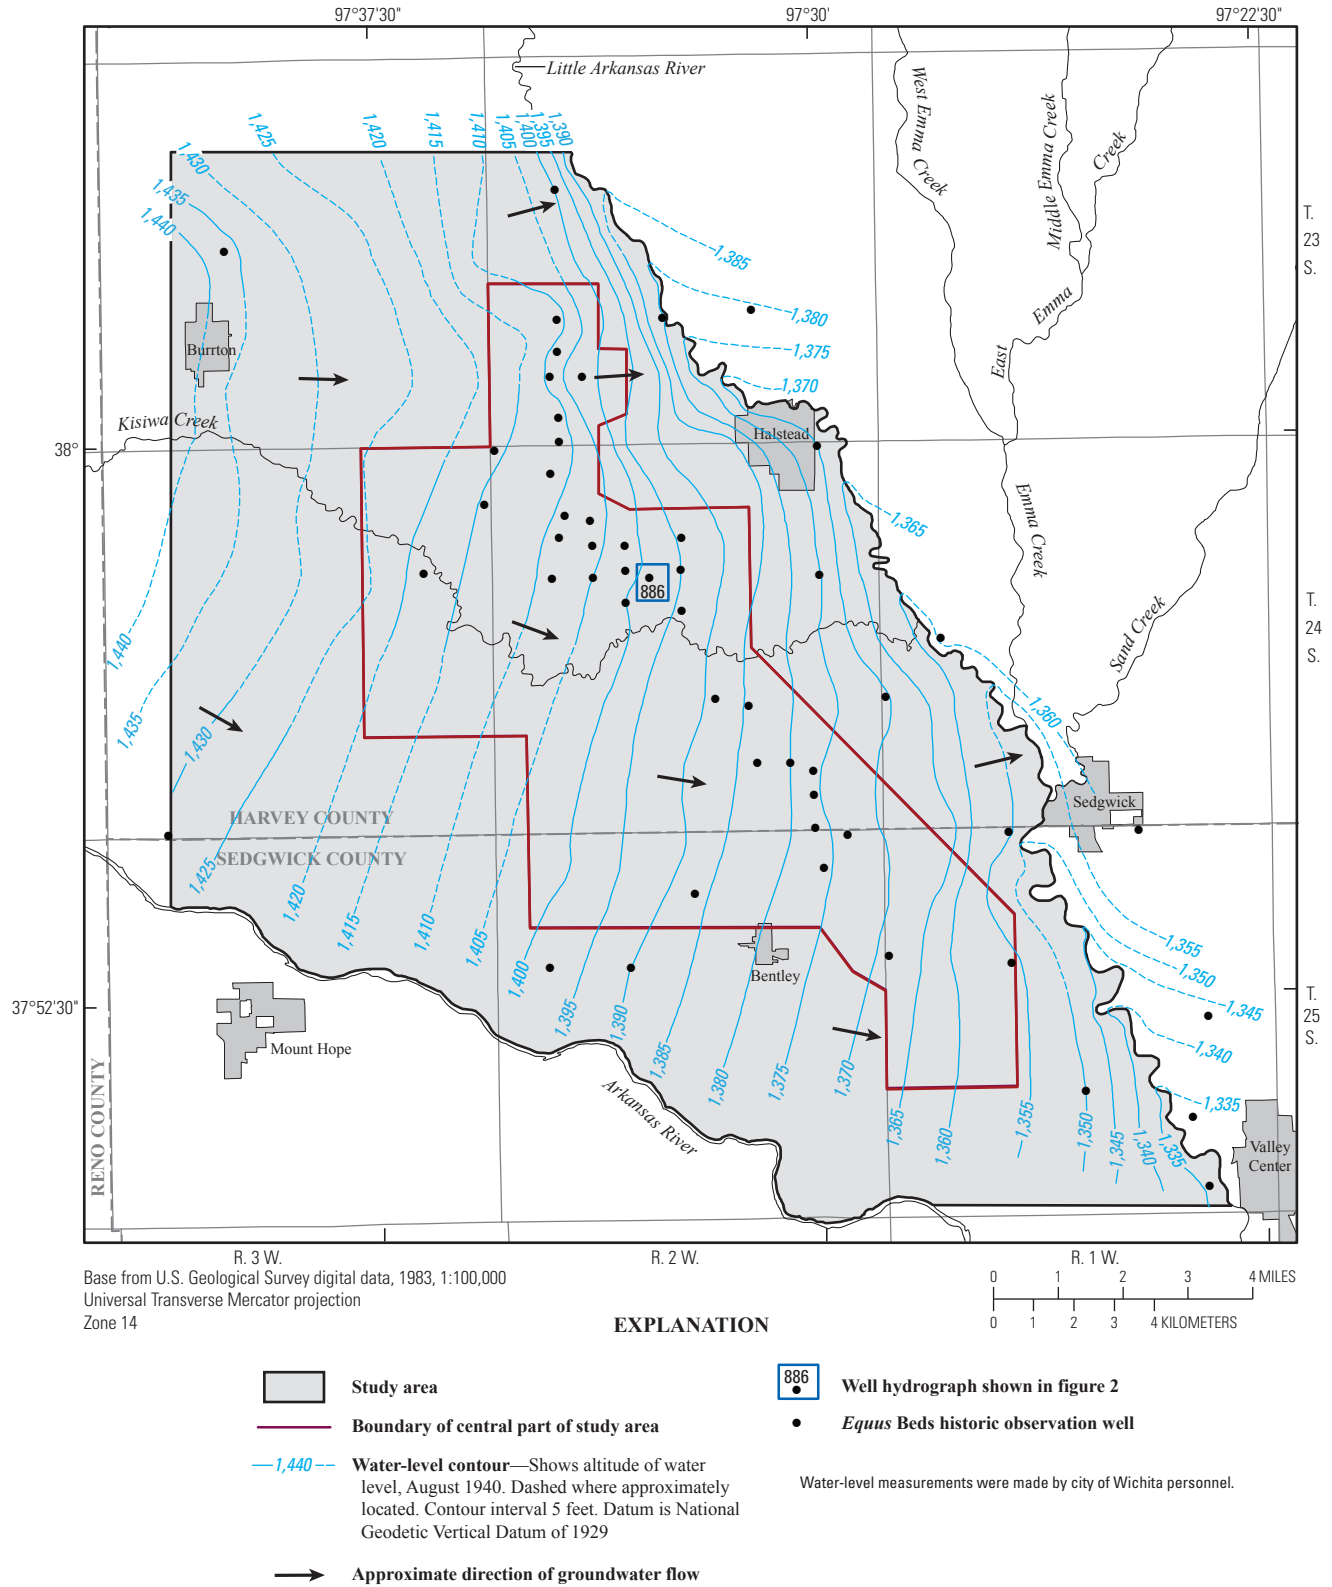 97°37'30"
97°30'
97°22'30"
Little Arkansas River
West Emma Creek
Middle Emma Creek
Creek
Emma
East
T.
23
S.
1,440
1,435
1,430
1,425
1,420
1,415
1,410
1,405
1,400
1,395
1,390
1,385
1,380
1,375
1,370
Burrton
Kisiwa Creek
38°
Halstead
1,365
Emma Creek
Sand Creek
886
T.
24
S.
1,440
1,435
1,430
1,360
Sedgwick
HARVEY COUNTY
SEDGWICK COUNTY
1,425
1,420
1,415
1,410
1,405
1,400
1,395
1,390
1,385
1,380
1,375
1,370
1,365
1,360
1,355
1,350
1,345
1,340
1,335
Bentley
1,355
1,350
1,345
1,340
1,335
37°52'30"
T.
25
S.
Mount Hope
RENO COUNTY
Arkansas River
Valley
Center
R. 3 W.
R. 2 W.
R. 1 W.
Base from U.S. Geological Survey digital data, 1983, 1:100,000
Universal Transverse Mercator projection
Zone 14
0 1 2 3 4 MILES
0 1 2 3 4 KILOMETERS
EXPLANATION
Study area
Boundary of central part of study area
1,440
Water-level contour—Shows altitude of water
level, August 1940. Dashed where approximately
located. Contour interval 5 feet. Datum is National
Geodetic Vertical Datum of 1929
Approximate direction of groundwater flow
886
Well hydrograph shown in figure 2
Equus Beds historic observation well
Water-level measurements were made by city of Wichita personnel.